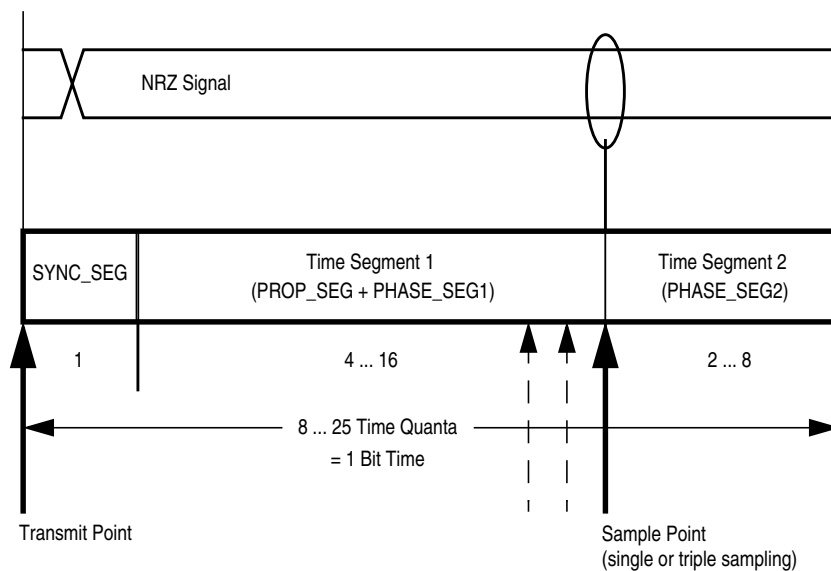 NRZ Signal
SYNC_SEG
Time Segment 1
(PROP_SEG + PHASE_SEG1)
Time Segment 2
(PHASE_SEG2)
1
4 ... 16
2 ... 8
8 ... 25 Time Quanta
= 1 Bit Time
Transmit Point
Sample Point
(single or triple sampling)